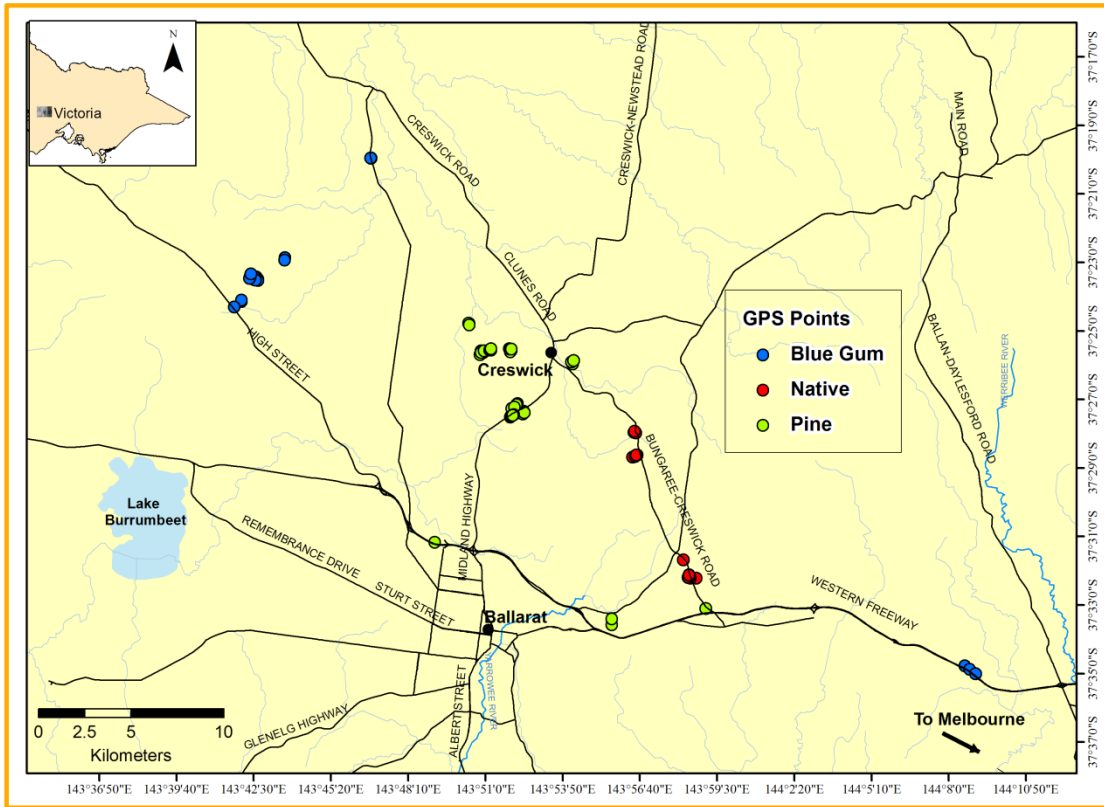 N
Victoria
CRESWICK ROAD
CRESWICK-NEWSTEAD ROAD
MAIN ROAD
CLUNES ROAD
HIGH STREET
Creswick
GPS Points
Blue Gum
Native
Pine
BALLAN-DAYLESFORD ROAD
WERRIBEE RIVER
BUNGAREE-CRESWICK ROAD
Lake
Burrumbeet
REMEMBRANCE DRIVE
STURT STREET
MIDLAND HIGHWAY
WESTERN FREEWAY
Ballarat
YARROWEE RIVER
ALBERT STREET
GLENELG HIGHWAY
To Melbourne
0 2.5 5 10
Kilometers
37°17'0"S
37°19'0"S
37°21'0"S
37°23'0"S
37°25'0"S
37°27'0"S
37°29'0"S
37°31'0"S
37°33'0"S
37°35'0"S
37°37'0"S
143°36'50"E 143°39'40"E 143°42'30"E 143°45'20"E 143°48'10"E 143°51'0"E 143°53'50"E 143°56'40"E 143°59'30"E 144°2'20"E 144°5'10"E 144°8'0"E 144°10'50"E